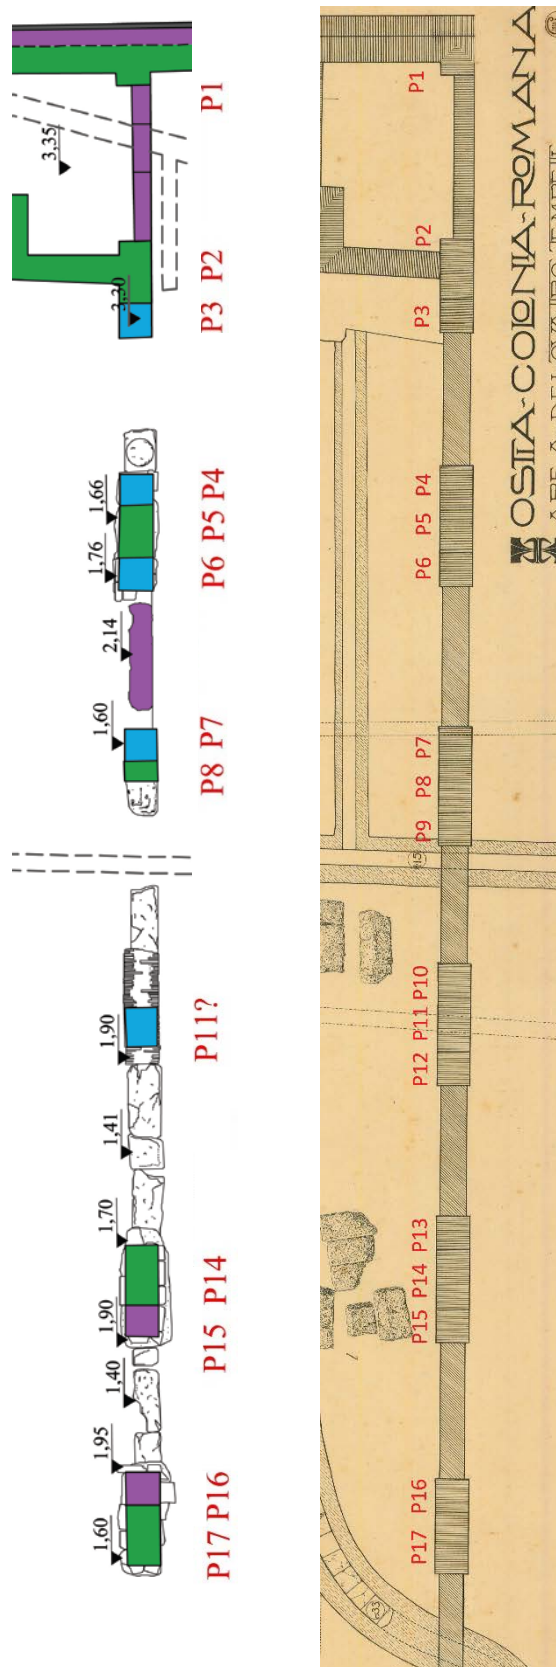 P1
3,35
P2
3,30
P3
P4
1,66
P5
P6
1,76
2,14
1,60
P7
P8
P11?
1,90
1,41
1,70
P14
P15
1,90
1,40
1,95
P16
P17
1,60
OSTIA-COLONIA-ROMANA
P1
P2
P3
P4
P5
P6
P7
P8
P9
P10
P11
P12
P13
P14
P15
P16
P17